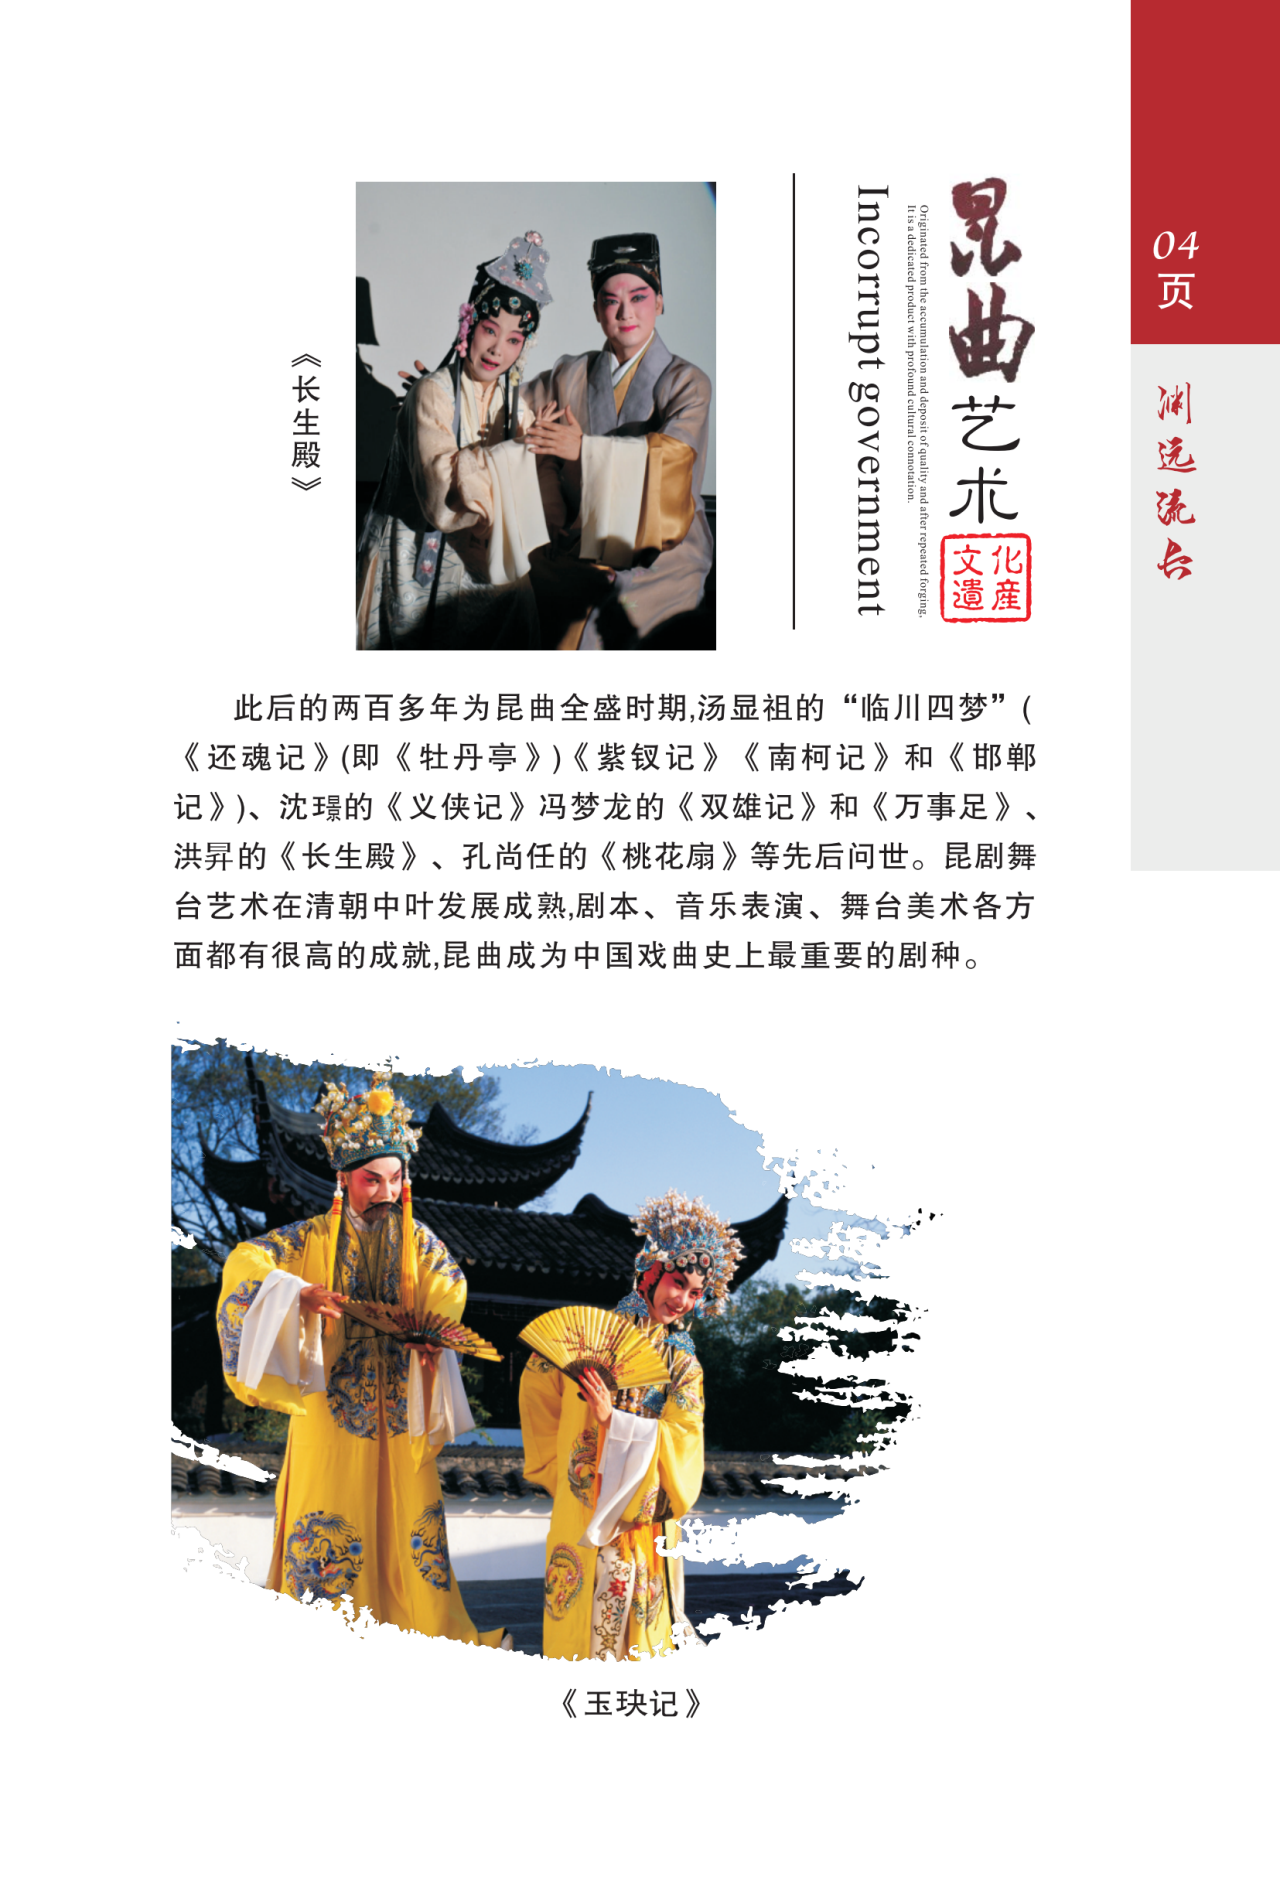 04
页
渊远流长
昆曲艺术
文化
遺産
Originated from the accumulation and deposit of quality and after repeated forging,
It is a dedicated product with profound cultural connotation.
Incorrupt government
《长生殿》
此后的两百多年为昆曲全盛时期,汤显祖的“临川四梦”(
《还魂记》(即《牡丹亭》)《紫钗记》《南柯记》和《邯郸
记》)、沈璟的《义侠记》冯梦龙的《双雄记》和《万事足》、
洪昇的《长生殿》、孔尚任的《桃花扇》等先后问世。昆剧舞
台艺术在清朝中叶发展成熟,剧本、音乐表演、舞台美术各方
面都有很高的成就,昆曲成为中国戏曲史上最重要的剧种。
《玉玦记》